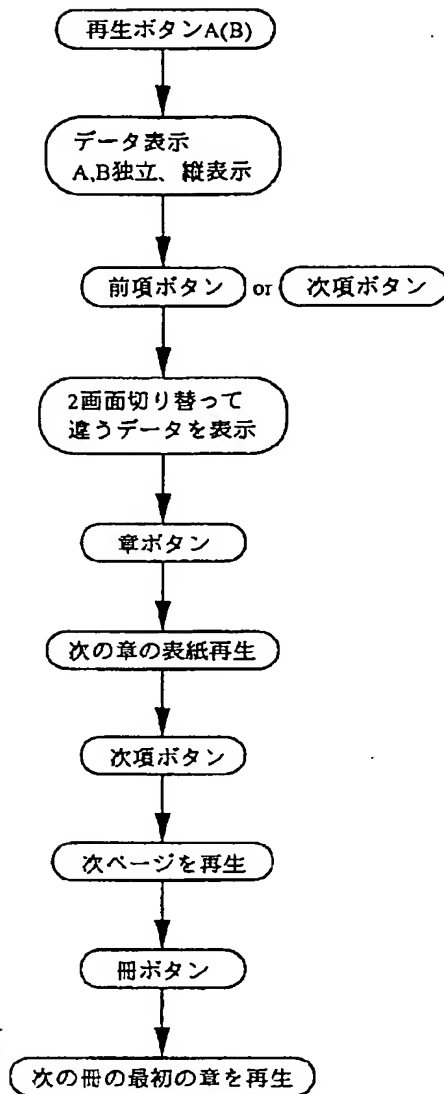 再生ボタンA(B)
データ表示
A,B独立、縦表示
前項ボタン or 次項ボタン
2画面切り替って
違うデータを表示
章ボタン
次の章の表紙再生
次項ボタン
次ページを再生
冊ボタン
次の冊の最初の章を再生